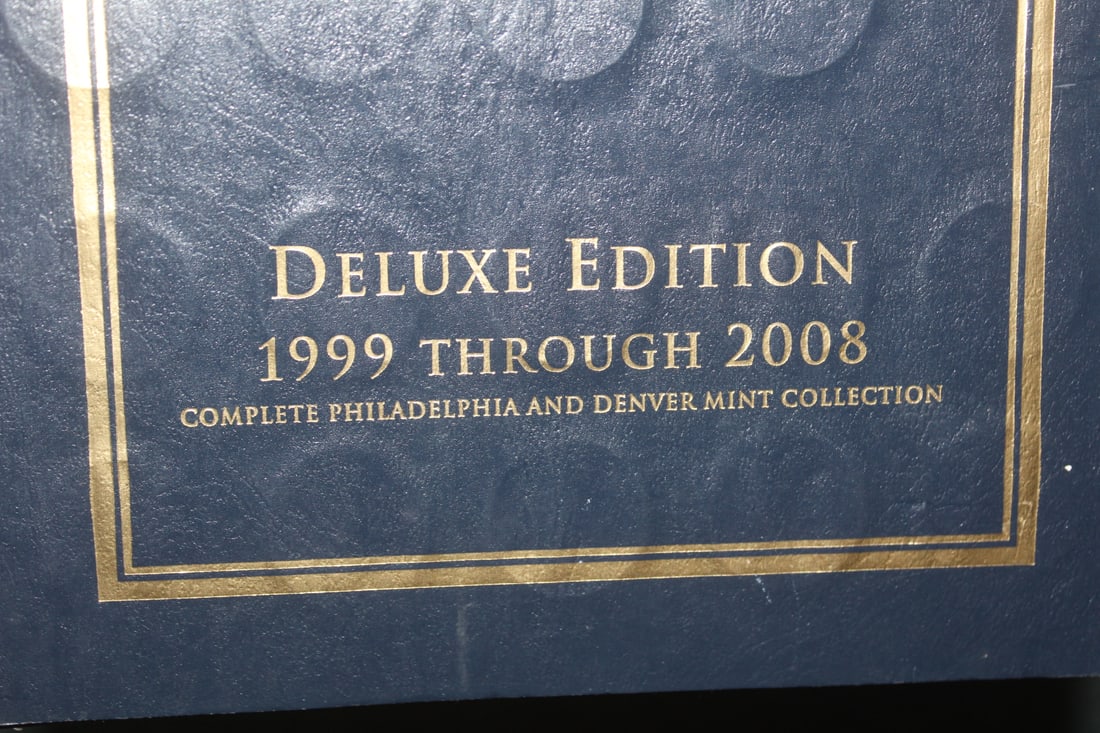 DELUXE EDITION
1999 THROUGH 2008
COMPLETE PHILADELPHIA AND DENVER MINT COLLECTION